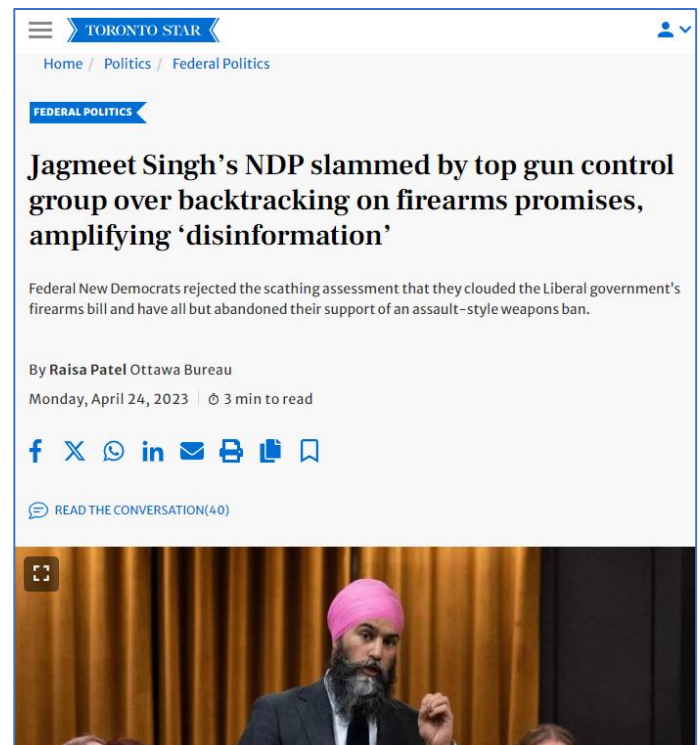 TORONTO STAR
Home / Politics / Federal Politics
FEDERAL POLITICS
Jagmeet Singh’s NDP slammed by top gun control
group over backtracking on firearms promises,
amplifying ‘disinformation’
Federal New Democrats rejected the scathing assessment that they clouded the Liberal government’s
firearms bill and have all but abandoned their support of an assault-style weapons ban.
By Raisa Patel Ottawa Bureau
Monday, April 24, 2023 | 3 min to read
READ THE CONVERSATION(40)